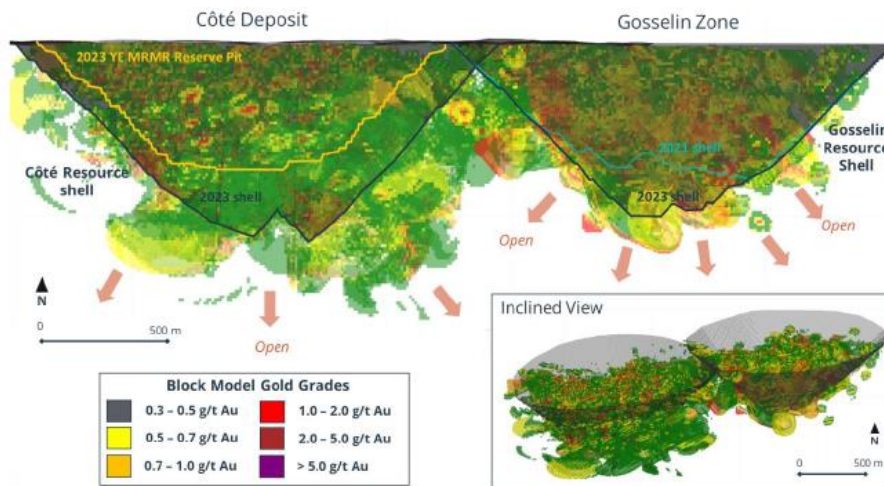 Côté Deposit
Gosselin Zone
2023 YE MRMR Reserve Pit
2021 shell
Gosselin
Resource
Shell
Côté Resource
shell
2023 shell
2023 shell
Open
Open
Open
N
0
500 m
Inclined View
Block Model Gold Grades
0.3 – 0.5 g/t Au
1.0 – 2.0 g/t Au
0.5 – 0.7 g/t Au
2.0 – 5.0 g/t Au
0.7 – 1.0 g/t Au
> 5.0 g/t Au
N
0
500 m